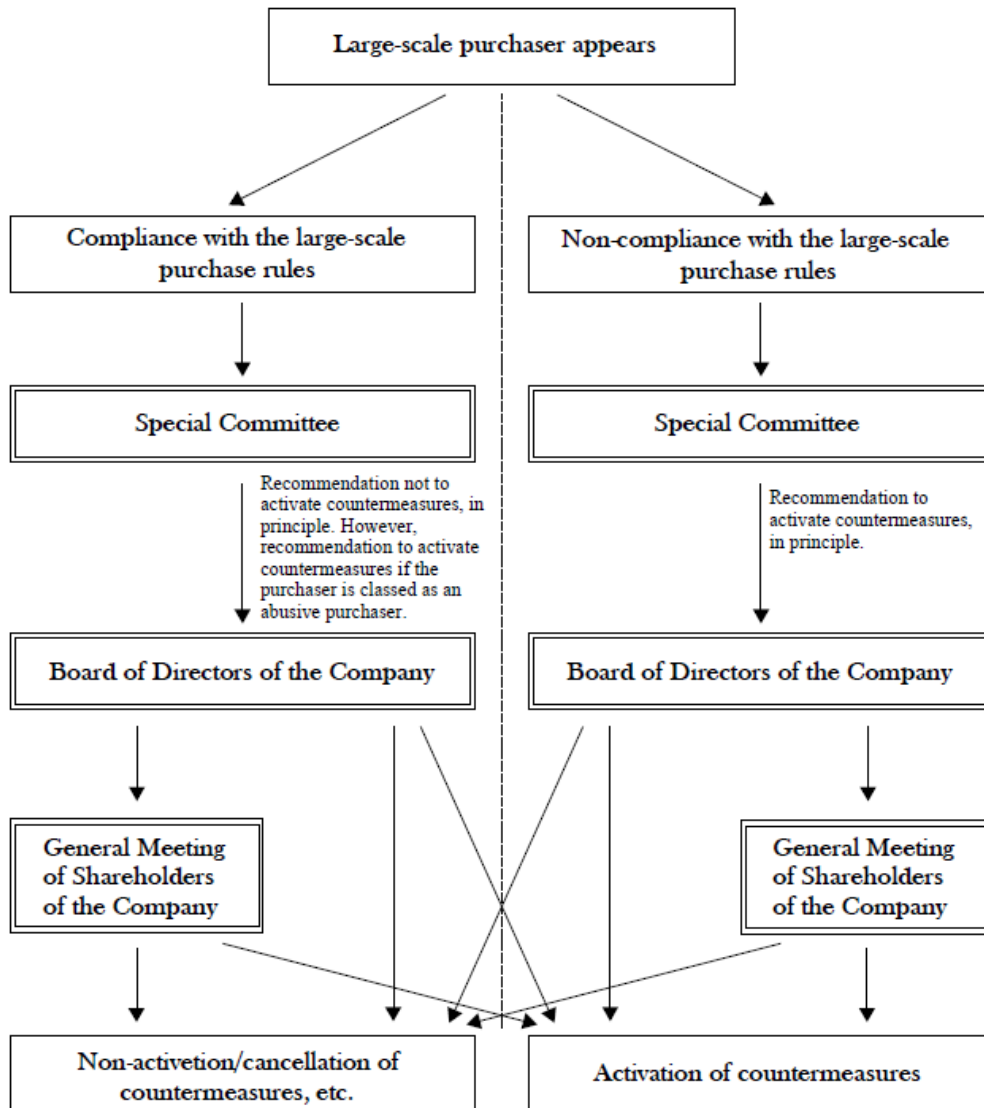 Large-scale purchaser appears
Compliance with the large-scale
purchase rules
Non-compliance with the large-scale
purchase rules
Special Committee
Special Committee
Recommendation not to
activate countermeasures, in
principle. However,
recommendation to activate
countermeasures if the
purchaser is classed as an
abusive purchaser.
Recommendation to
activate countermeasures,
in principle.
Board of Directors of the Company
Board of Directors of the Company
General Meeting
of Shareholders
of the Company
General Meeting
of Shareholders
of the Company
Non-activetion/cancellation of
countermeasures, etc.
Activation of countermeasures